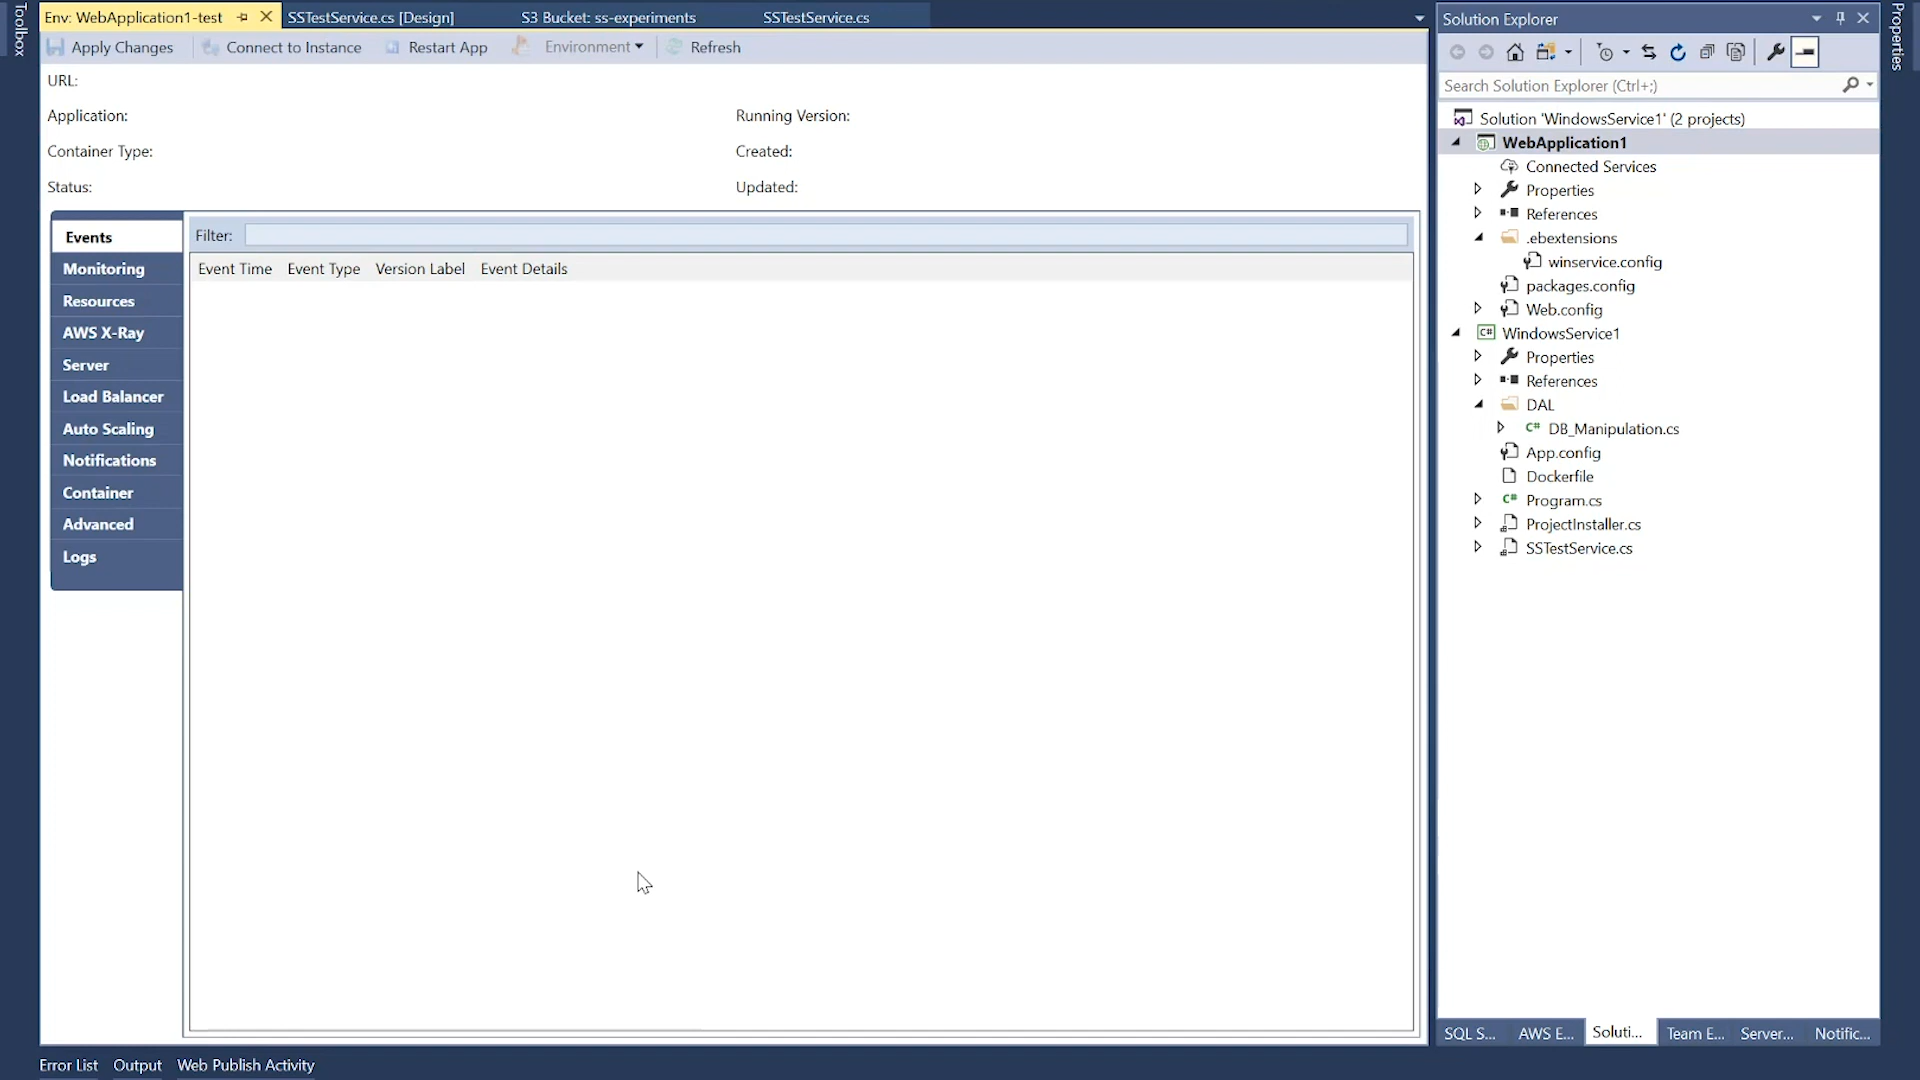 Toolbox
Env: WebApplication1-test
SSTestService.cs [Design]
S3 Bucket: ss-experiments
SSTestService.cs
Apply Changes
Connect to Instance
Restart App
Environment
Refresh
URL:
Application:
Running Version:
Container Type:
Created:
Status:
Updated:
Events
Monitoring
Resources
AWS X-Ray
Server
Load Balancer
Auto Scaling
Notifications
Container
Advanced
Logs
Filter:
Event Time Event Type Version Label Event Details
Solution Explorer
Search Solution Explorer (Ctrl+;)
Solution 'WindowsService1' (2 projects)
WebApplication1
Connected Services
Properties
References
.ebextensions
winservice.config
packages.config
Web.config
C# WindowsService1
Properties
References
DAL
C# DB_Manipulation.cs
App.config
Dockerfile
C# Program.cs
ProjectInstaller.cs
SSTestService.cs
SQL S...
AWS E...
Soluti...
Team E...
Server...
Notific...
Properties
Error List
Output
Web Publish Activity